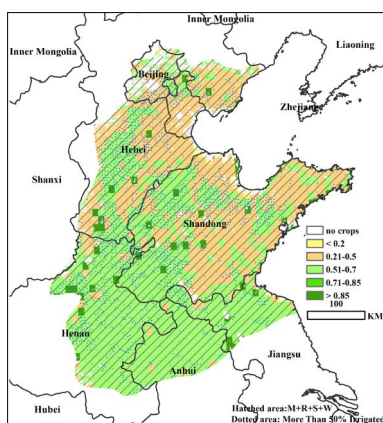 Inner Mongolia
Inner Mongolia
Liaoning
Beijing
Zhejiang
Hebei
Shanxi
Shandong
no crops
< 0.2
0.21-0.5
0.51-0.7
0.71-0.85
> 0.85
100
KM
Henan
Jiangsu
Anhui
Hubei
Hatched area:M+R+S+W
Dotted area: More Than 50% Irrigated